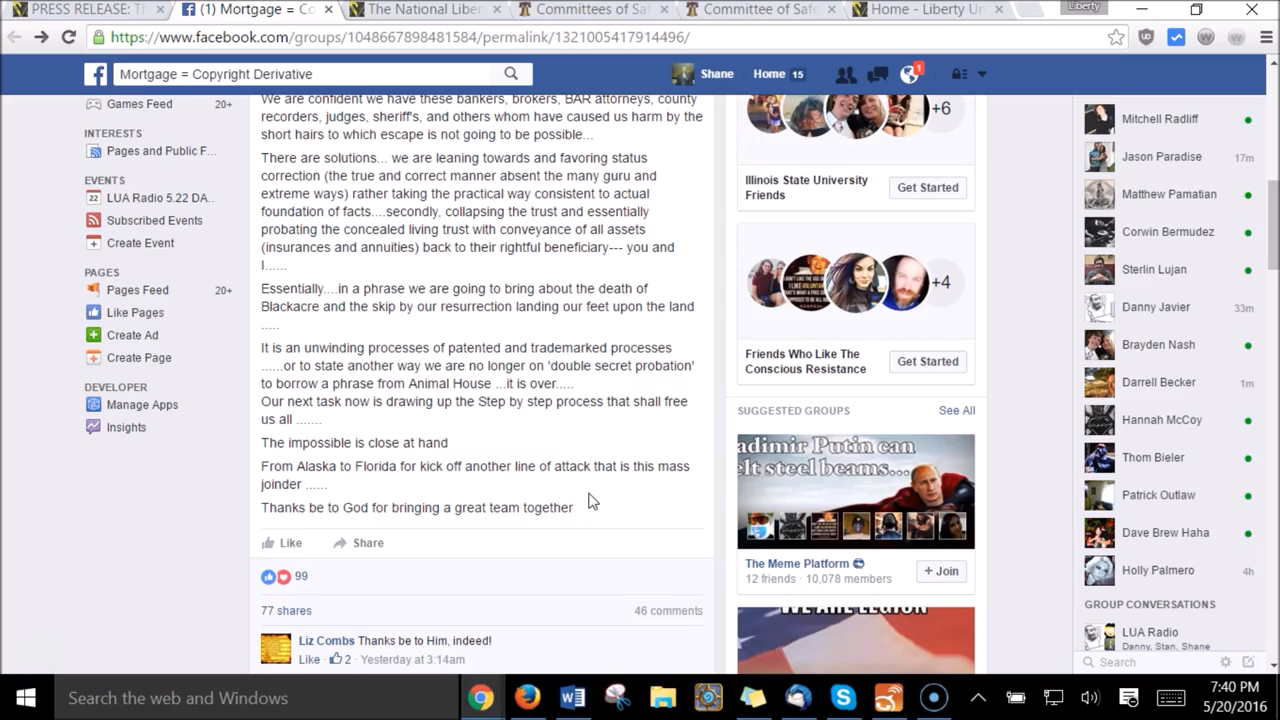 PRESS RELEASE: Th
(1) Mortgage = Co
The National Liber
Committees of Saf
Committee of Safe
Home - Liberty Un
Liberty
https://www.facebook.com/groups/1048667898481584/permalink/1321005417914496/
Mortgage = Copyright Derivative
Shane
Home 15
1
Games Feed 20+
INTERESTS
Pages and Public F...
EVENTS
22 LUA Radio 5.22 DA...
Subscribed Events
Create Event
PAGES
Pages Feed 20+
Like Pages
Create Ad
Create Page
DEVELOPER
Manage Apps
Insights
We are confident we have these bankers, brokers, BAR attorneys, county
recorders, judges, sheriff's, and others whom have caused us harm by the
short hairs to which escape is not going to be possible...
There are solutions... we are leaning towards and favoring status
correction (the true and correct manner absent the many guru and
extreme ways) rather taking the practical way consistent to actual
foundation of facts....secondly, collapsing the trust and essentially
probating the concealed living trust with conveyance of all assets
(insurances and annuities) back to their rightful beneficiary--- you and
I......
Essentially....in a phrase we are going to bring about the death of
Blackacre and the skip by our resurrection landing our feet upon the land
.....
It is an unwinding processes of patented and trademarked processes
......or to state another way we are no longer on 'double secret probation'
to borrow a phrase from Animal House ...it is over.....
Our next task now is drawing up the Step by step process that shall free
us all .......
The impossible is close at hand
From Alaska to Florida for kick off another line of attack that is this mass
joinder ......
Thanks be to God for bringing a great team together
Like Share
99
77 shares 46 comments
Liz Combs Thanks be to Him, indeed!
Like 2 Yesterday at 3:14am
+6
Illinois State University
Friends
Get Started
+4
Friends Who Like The
Conscious Resistance
Get Started
SUGGESTED GROUPS See All
adimir Putin can
elt steel beams...
The Meme Platform
12 friends · 10,078 members
+ Join
WE ARE LEGION
Mitchell Radliff
Jason Paradise 17m
Matthew Pamatian
Corwin Bermudez
Sterlin Lujan
Danny Javier 33m
Brayden Nash
Darrell Becker 1m
Hannah McCoy
Thom Bieler
Patrick Outlaw
Dave Brew Haha
Holly Palmero 4h
GROUP CONVERSATIONS
LUA Radio
Danny, Stan, Shane
Search
Search the web and Windows
7:40 PM
5/20/2016